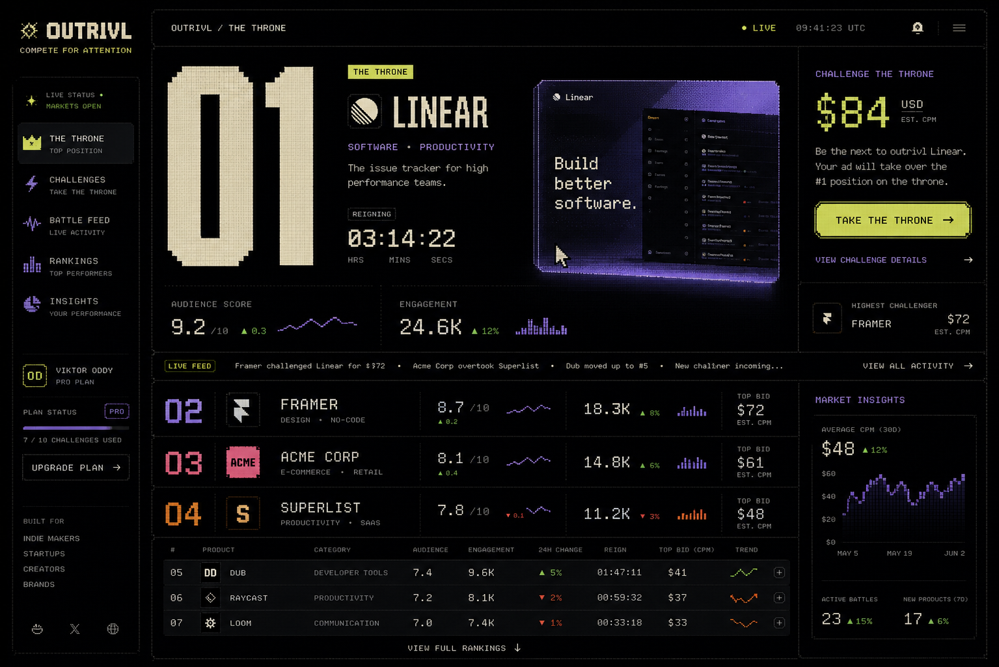 OUTRIVL
COMPETE FOR ATTENTION
LIVE STATUS
MARKETS OPEN
THE THRONE
TOP POSITION
CHALLENGES
TAKE THE THRONE
BATTLE FEED
LIVE ACTIVITY
RANKINGS
TOP PERFORMERS
INSIGHTS
YOUR PERFORMANCE
OD
VIKTOR ODDY
PRO PLAN
PLAN STATUS PRO
7 / 10 CHALLENGES USED
UPGRADE PLAN →
BUILT FOR
INDIE MAKERS
STARTUPS
CREATORS
BRANDS
OUTRIVL / THE THRONE
• LIVE 09:41:23 UTC
01
THE THRONE
LINEAR
SOFTWARE • PRODUCTIVITY
The issue tracker for high
performance teams.
REIGNING
03:14:22
HRS MINS SECS
Linear
Build
better
software.
AUDIENCE SCORE
9.2 /10 ▲ 0.3
ENGAGEMENT
24.6K ▲ 12%
CHALLENGE THE THRONE
$84 USD
EST. CPM
Be the next to outrivl Linear.
Your ad will take over the
#1 position on the throne.
TAKE THE THRONE →
VIEW CHALLENGE DETAILS →
HIGHEST CHALLENGER
FRAMER $72
EST. CPM
LIVE FEED Framer challenged Linear for $$72 • Acme Corp overtook Superlist • Dub moved up to #5 • New incoming... VIEW ALL ACTIVITY →
02 FRAMER
DESIGN • NO-CODE
8.7 /10
▲ 0.2
18.3K ▲ 8%
TOP BID
$72
EST. CPM
03 ACME ACME CORP
E-COMMERCE • RETAIL
8.1 /10
▲ 0.4
14.8K ▲ 6%
TOP BID
$61
EST. CPM
04 S SUPERLIST
PRODUCTIVITY • SAAS
7.8 /10
▼ 0.1
11.2K ▼ 3%
TOP BID
$48
EST. CPM
# PRODUCT CATEGORY AUDIENCE ENGAGEMENT 24H CHANGE REIGN TOP BID (CPM) TREND
05 DD DUB DEVELOPER TOOLS 7.4 9.6K ▲ 5% 01:47:11 $41
06 RAYCAST PRODUCTIVITY 7.2 8.1K ▼ 2% 00:59:32 $37
07 LOOM COMMUNICATION 7.0 7.4K ▼ 1% 00:33:18 $33
VIEW FULL RANKINGS ↓
MARKET INSIGHTS
AVERAGE CPM (30D)
$48 ▲ 12%
$60
$40
$20
$0
MAY 5 MAY 19 JUN 2
ACTIVE BATTLES
23 ▲ 15%
NEW PRODUCTS (7D)
17 ▲ 6%